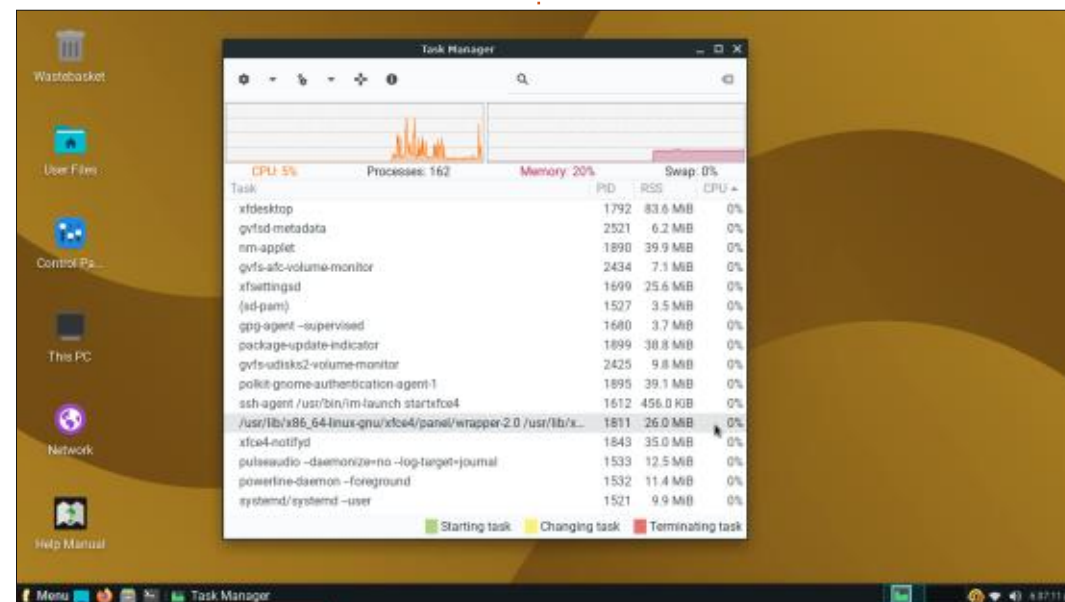 Wastebasket
User Files
Control Pa...
This PC
Network
Help Manual
Task Manager
CPU: 5% Processes: 162 Memory: 20% Swap: 0%
Task PID RSS CPU
xfdesktop 1792 83.6 MiB 0%
gvfsd-metadata 2521 6.2 MiB 0%
nm-applet 1890 39.9 MiB 0%
gvfs-afc-volume-monitor 2434 7.1 MiB 0%
xfsettingsd 1699 25.6 MiB 0%
(sd-pam) 1527 3.5 MiB 0%
gpg-agent --supervised 1680 3.7 MiB 0%
package-update-indicator 1899 38.8 MiB 0%
gvfs-udisks2-volume-monitor 2425 9.8 MiB 0%
polkit-gnome-authentication-agent-1 1895 39.1 MiB 0%
ssh-agent /usr/bin/im-launch startxfce4 1612 456.0 KiB 0%
/usr/lib/x86_64-linux-gnu/xfce4/panel/wrapper-2.0 /usr/lib/x... 1811 26.0 MiB 0%
xfce4-notifyd 1843 35.0 MiB 0%
pulseaudio --daemonize=no --log-target=journal 1533 12.5 MiB 0%
powerline-daemon --foreground 1532 11.4 MiB 0%
systemd/systemd --user 1521 9.9 MiB 0%
Starting task Changing task Terminating task
Menu Task Manager